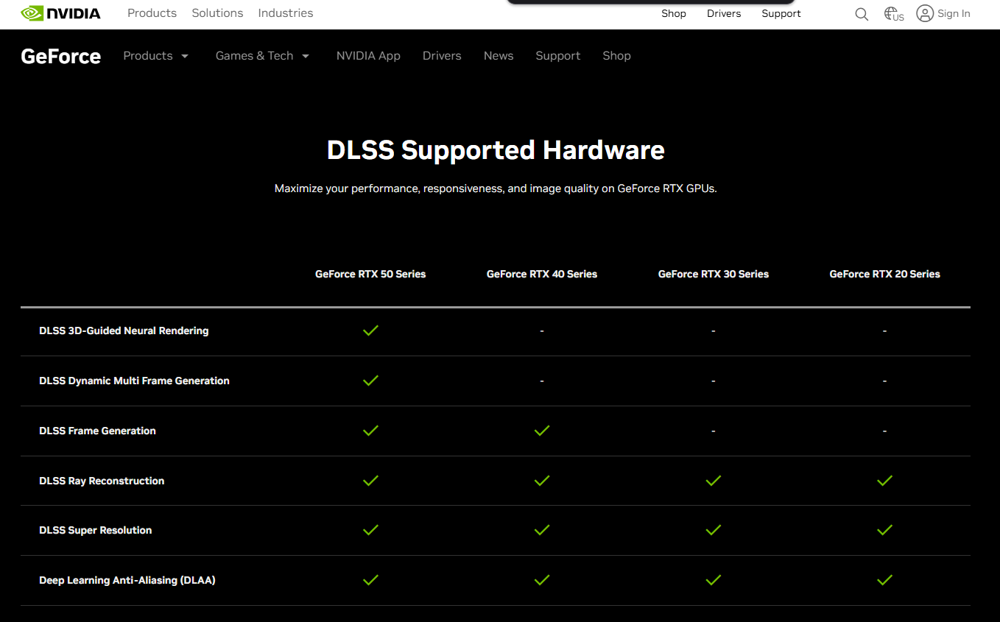 NVIDIA Products Solutions Industries Shop Drivers Support US Sign In
GeForce Products Games & Tech NVIDIA App Drivers News Support Shop
DLSS Supported Hardware
Maximize your performance, responsiveness, and image quality on GeForce RTX GPUs.
GeForce RTX 50 Series GeForce RTX 40 Series GeForce RTX 30 Series GeForce RTX 20 Series
DLSS 3D-Guided Neural Rendering - - -
DLSS Dynamic Multi Frame Generation - - -
DLSS Frame Generation - -
DLSS Ray Reconstruction
DLSS Super Resolution
Deep Learning Anti-Aliasing (DLAA)